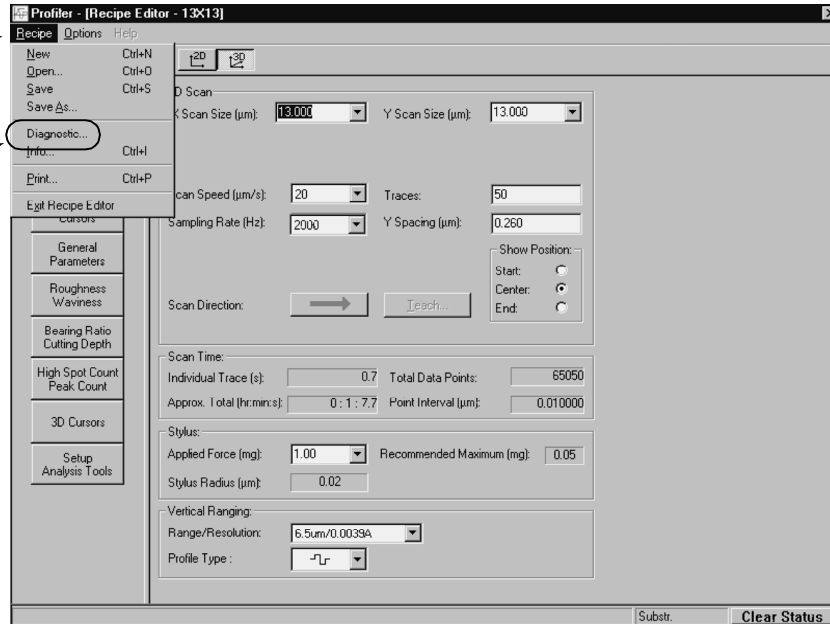 Profiler - [Recipe Editor - 13X13]
Recipe Options Help
New Ctrl+N
Open... Ctrl+O
Save Ctrl+S
Save As...
Diagnostic...
Info... Ctrl+I
Print... Ctrl+P
Exit Recipe Editor
2D 3D
Cursors
General
Parameters
Roughness
Waviness
Bearing Ratio
Cutting Depth
High Spot Count
Peak Count
3D Cursors
Setup
Analysis Tools
D Scan
X Scan Size (µm): 13.000 Y Scan Size (µm): 13.000
can Speed (µm/s): 20 Traces: 50
Sampling Rate (Hz): 2000 Y Spacing (µm): 0.260
Show Position:
Start:
Center:
End:
Scan Direction: Teach...
Scan Time:
Individual Trace (s): 0.7 Total Data Points: 65050
Approx. Total (hr:min:s): 0 : 1 : 7.7 Point Interval (µm): 0.010000
Stylus:
Applied Force (mg): 1.00 Recommended Maximum (mg): 0.05
Stylus Radius (µm): 0.02
Vertical Ranging:
Range/Resolution: 6.5um/0.0039A
Profile Type :
Substr. Clear Status